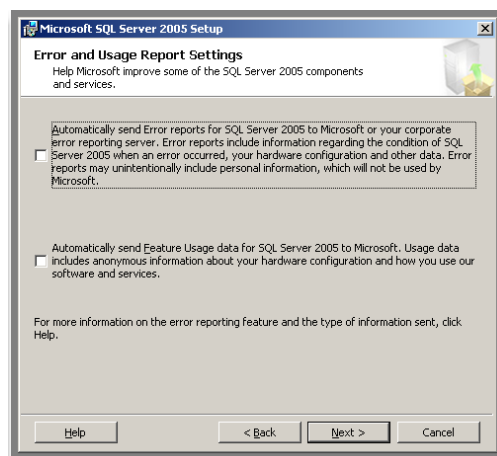 Microsoft SQL Server 2005 Setup
Error and Usage Report Settings
Help Microsoft improve some of the SQL Server 2005 components
and services.
Automatically send Error reports for SQL Server 2005 to Microsoft or your corporate
error reporting server. Error reports include information regarding the condition of SQL
Server 2005 when an error occurred, your hardware configuration and other data. Error
reports may unintentionally include personal information, which will not be used by
Microsoft.
Automatically send Feature Usage data for SQL Server 2005 to Microsoft. Usage data
includes anonymous information about your hardware configuration and how you use our
software and services.
For more information on the error reporting feature and the type of information sent, click
Help.
Help
< Back
Next >
Cancel